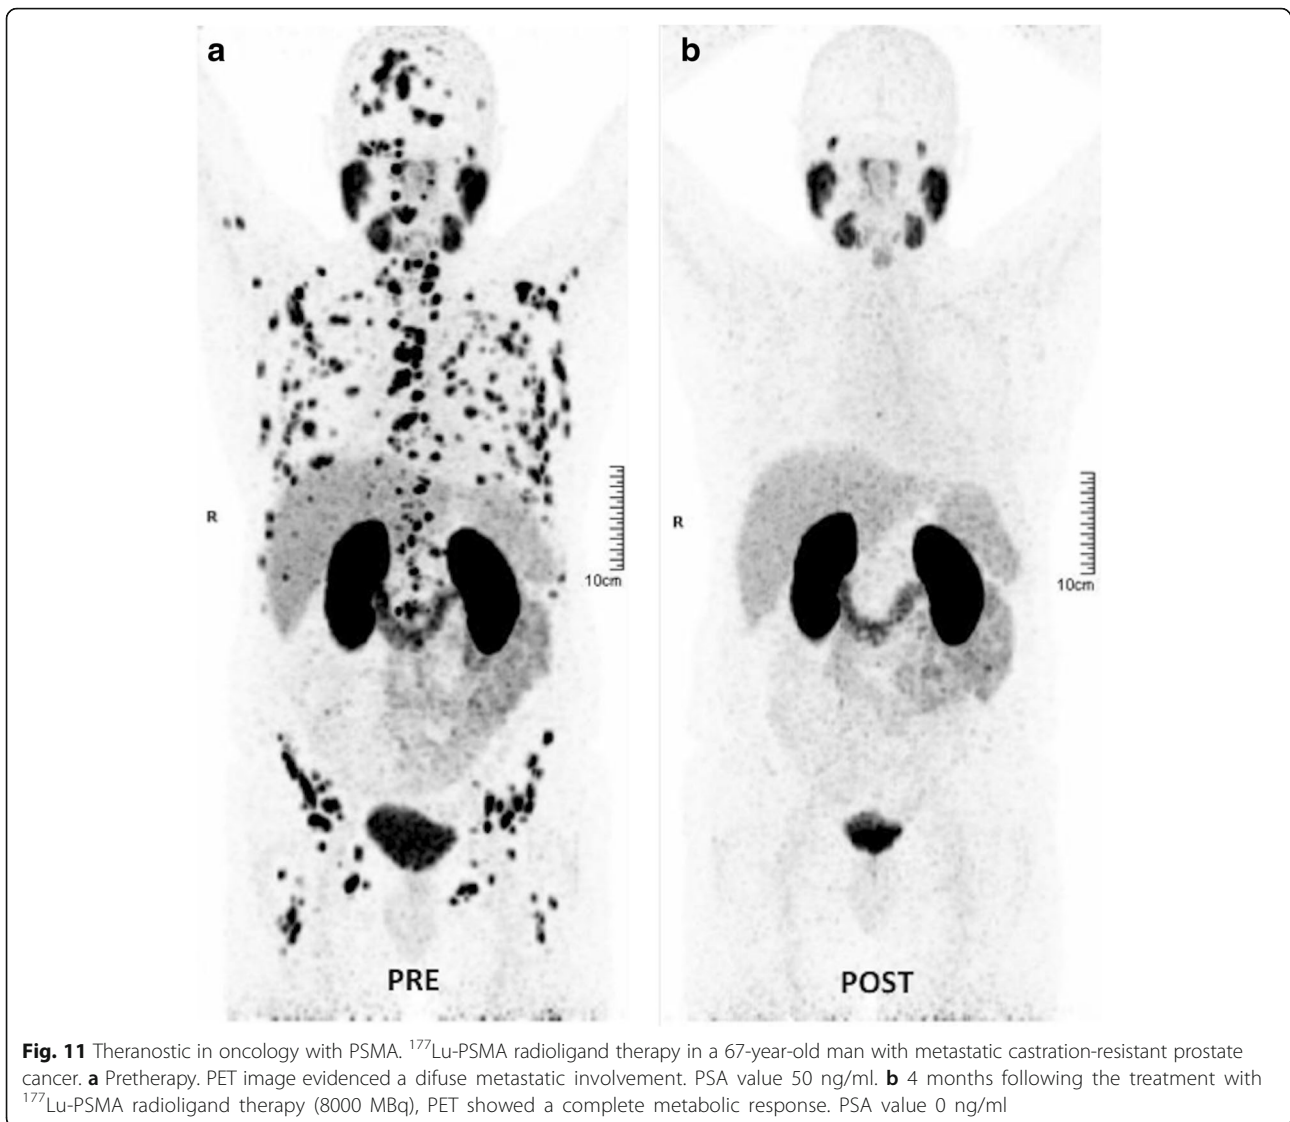 a
b
R
10cm
R
10cm
PRE
POST
Fig. 11 Theranostic in oncology with PSMA. ¹⁷⁷Lu-PSMA radioligand therapy in a 67-year-old man with metastatic castration-resistant prostate
cancer. a Pretherapy. PET image evidenced a difuse metastatic involvement. PSA value 50 ng/ml. b 4 months following the treatment with
¹⁷⁷Lu-PSMA radioligand therapy (8000 MBq), PET showed a complete metabolic response. PSA value 0 ng/ml